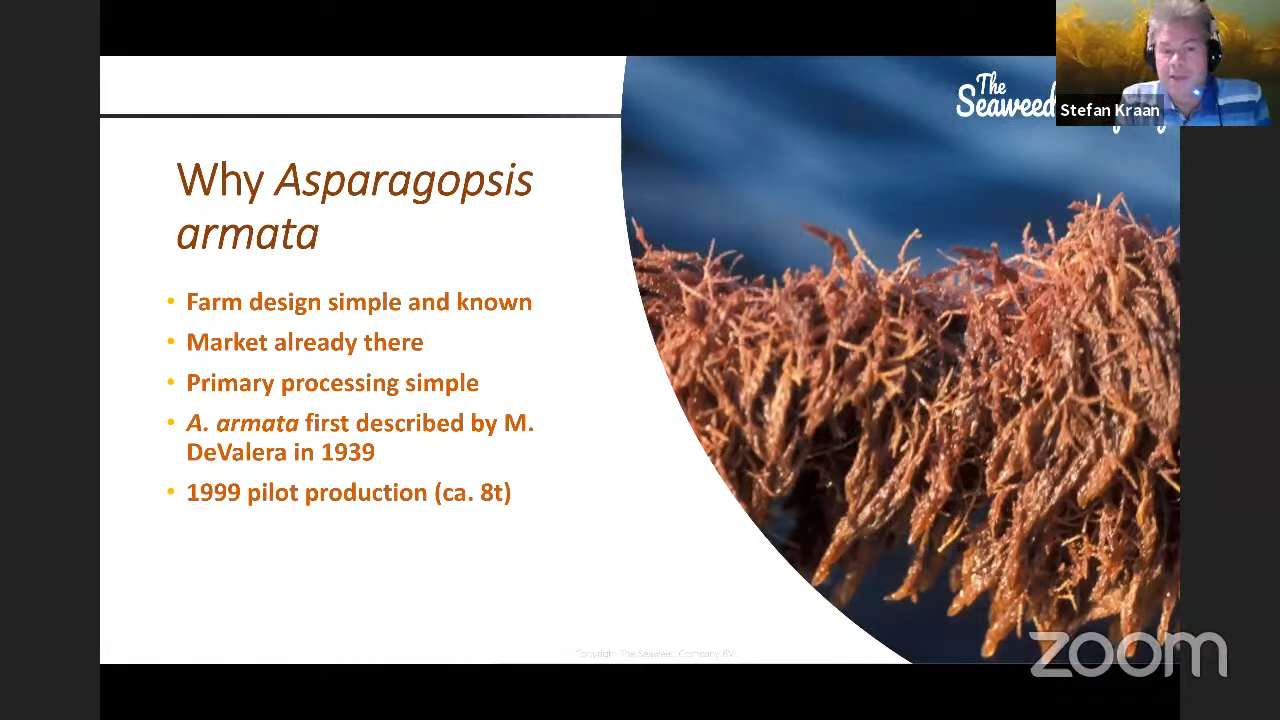 The
Seaweed
Stefan Kraan
Why Asparagopsis
armata
• Farm design simple and known
• Market already there
• Primary processing simple
• A. armata first described by M.
DeValera in 1939
• 1999 pilot production (ca. 8t)
Copyright The Seaweed Company BV.
zoom